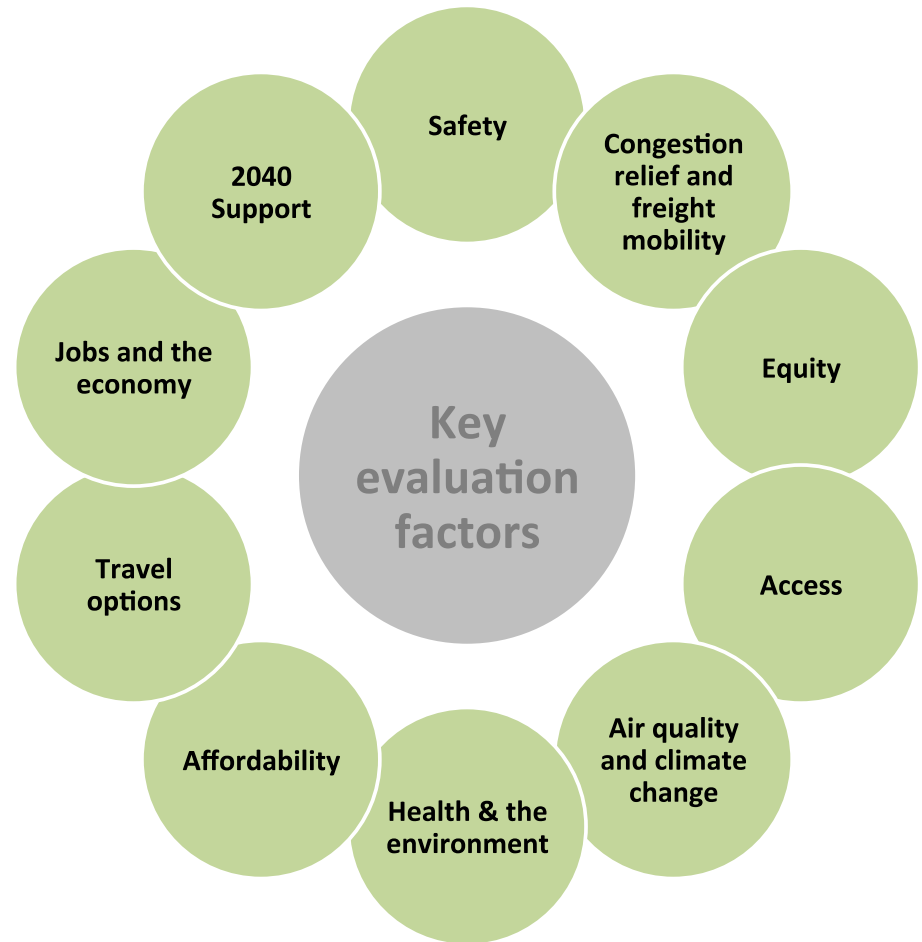 Safety
Congestion
relief and
freight
mobility
Equity
Access
Air quality
and climate
change
Health & the
environment
Affordability
Travel
options
Jobs and the
economy
2040
Support
Key
evaluation
factors